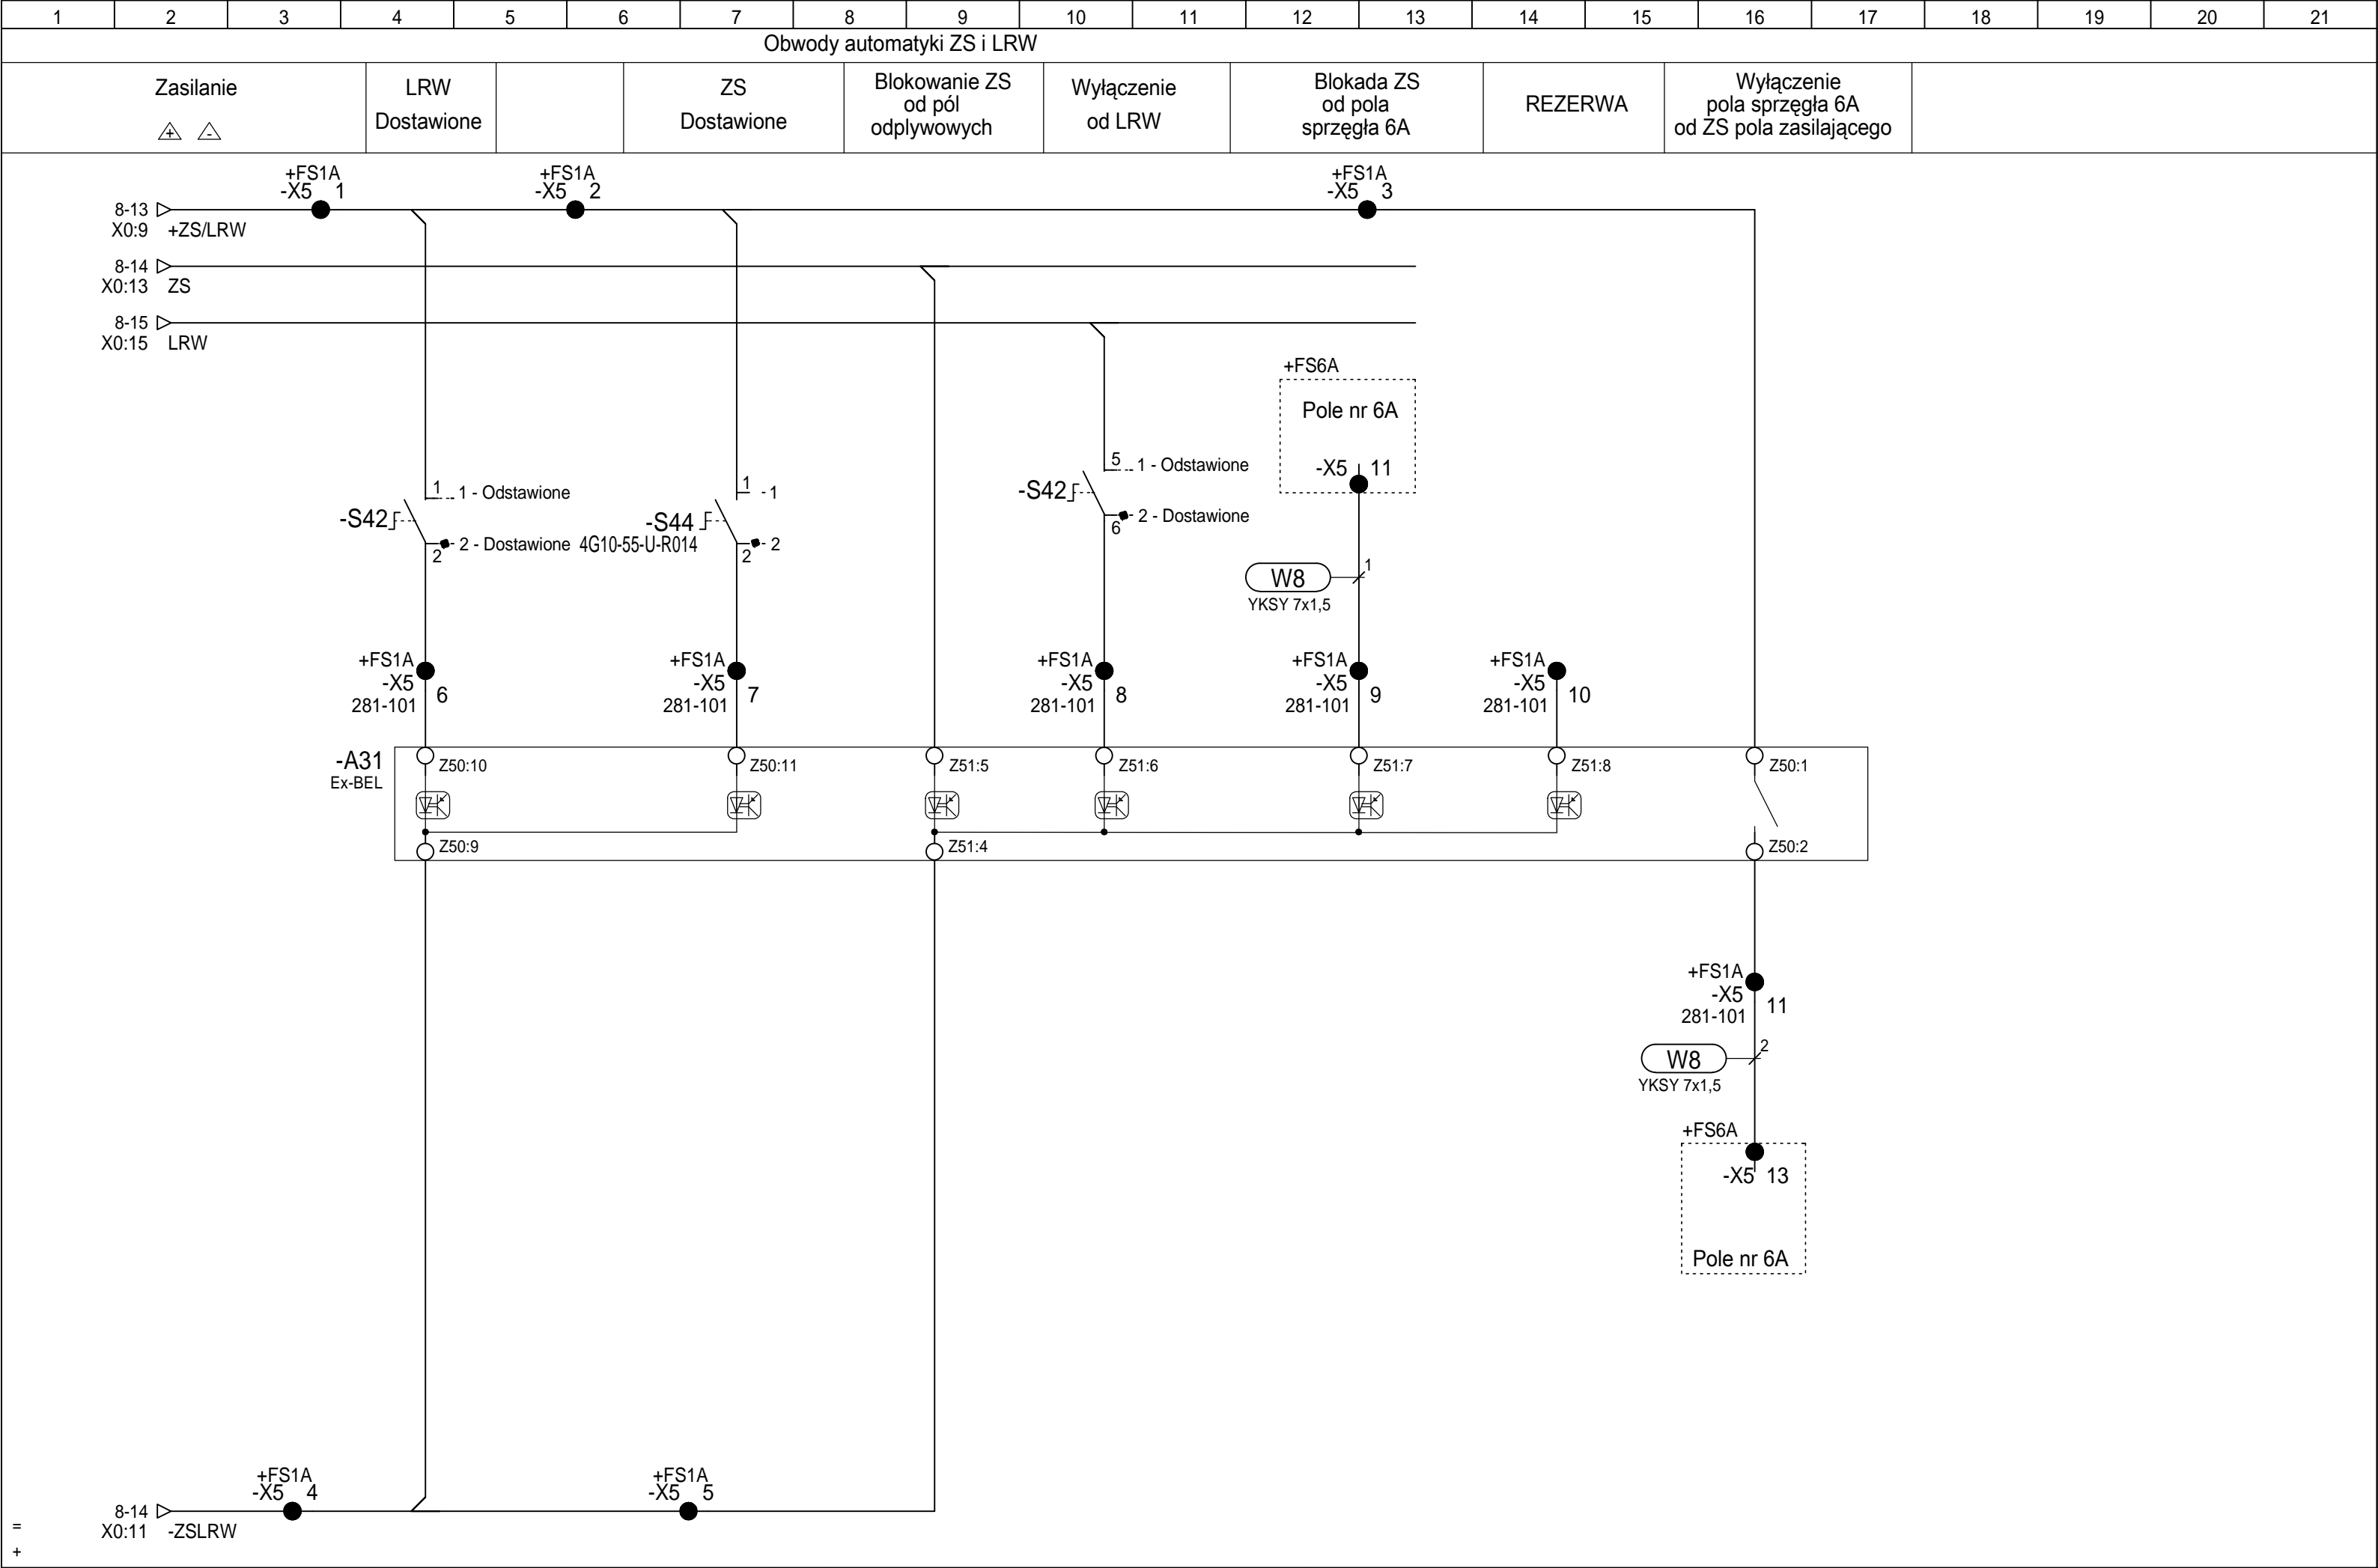 1 2 3 4 5 6 7 8 9 10 11 12 13 14 15 16 17 18 19 20 21
Obwody automatyki ZS i LRW
Zasilanie
+ -
LRW
Dostawione
ZS
Dostawione
Blokowanie ZS
od pól
odplywowych
Wyłączenie
od LRW
Blokada ZS
od pola
sprzęgła 6A
REZERWA
Wyłączenie
pola sprzęgła 6A
od ZS pola zasilającego
+FS1A
-X5 1
+FS1A
-X5 2
+FS1A
-X5 3
8-13
X0:9 +ZS/LRW
8-14
X0:13 ZS
8-15
X0:15 LRW
+FS6A
Pole nr 6A
-X5 11
-S42
1
1 - Odstawione
2 - Dostawione
2
-S44
4G10-55-U-R014
1
- 1
- 2
2
-S42
5
1 - Odstawione
2 - Dostawione
6
W8
1
YKSY 7x1,5
+FS1A
-X5
281-101
6
+FS1A
-X5
281-101
7
+FS1A
-X5
281-101
8
+FS1A
-X5
281-101
9
+FS1A
-X5
281-101
10
-A31
Ex-BEL
Z50:10
Z50:11
Z51:5
Z51:6
Z51:7
Z51:8
Z50:1
Z50:9
Z51:4
Z50:2
+FS1A
-X5
281-101
11
W8
2
YKSY 7x1,5
+FS6A
-X5 13
Pole nr 6A
+FS1A
-X5 4
+FS1A
-X5 5
8-14
X0:11 -ZSLRW
=
+